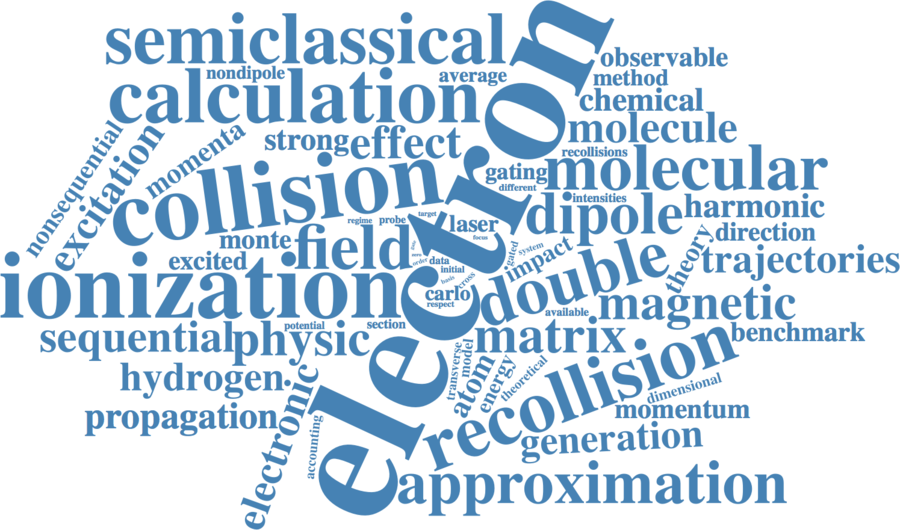 semiclassical
electron
observable
nondipole
average
method
calculation
chemical
nonsequential
excitation
momenta
strong
effect
molecule
recollisions
gating
molecular
different
collision
intensities
regime
probe
target
laser
dipole
harmonic
focus
monte
field
direction
excited
data
initial
order
basis
cross
gated
system
impact
double
theory
trajectories
ionization
carlo
respect
available
magnetic
sequential
potential
physic
section
matrix
benchmark
hydrogen
transverse
model
atom
energy
theoretical
recollision
dimensional
propagation
electronic
accounting
momentum
generation
approximation